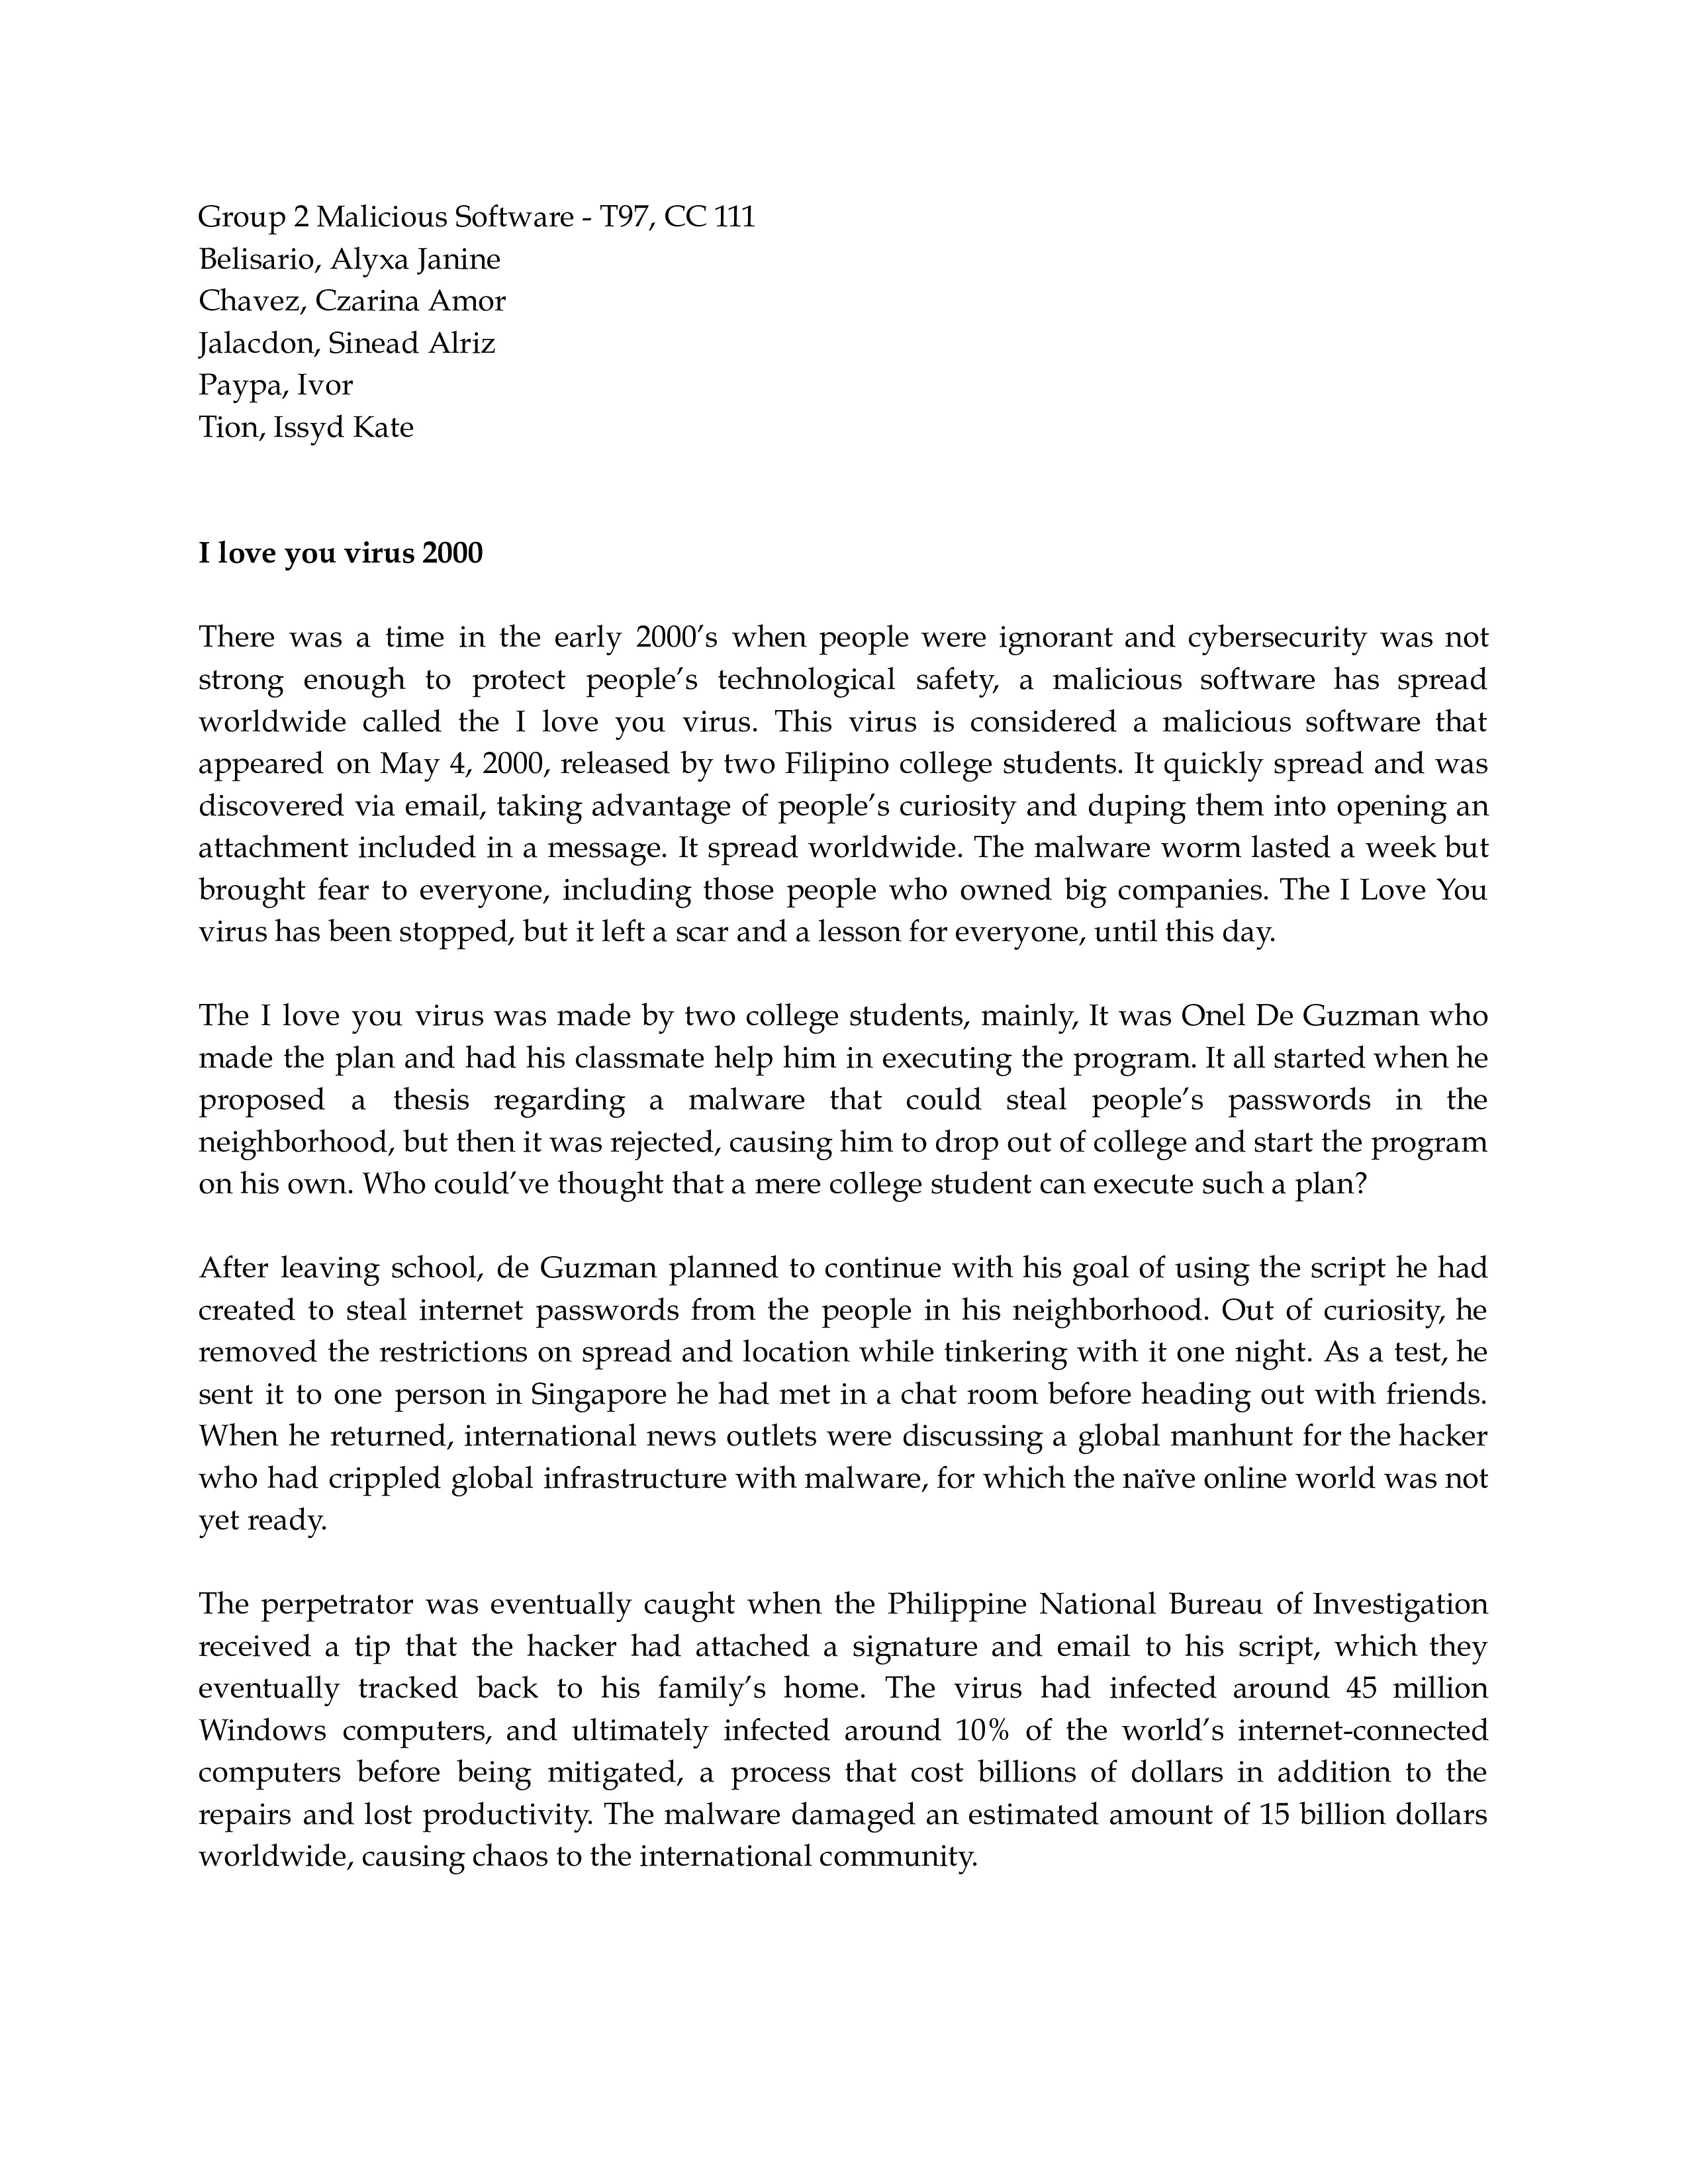 Group 2 Malicious Software - T97, CC 111
Belisario, Alyxa Janine
Chavez, Czarina Amor
Jalacdon, Sinead Alriz
Paypa, Ivor
Tion, Issyd Kate
I love you virus 2000
There was a time in the early 2000’s when people were ignorant and cybersecurity was not
strong enough to protect people’s technological safety, a malicious software has spread
worldwide called the I love you virus. This virus is considered a malicious software that
appeared on May 4, 2000, released by two Filipino college students. It quickly spread and was
discovered via email, taking advantage of people’s curiosity and duping them into opening an
attachment included in a message. It spread worldwide. The malware worm lasted a week but
brought fear to everyone, including those people who owned big companies. The I Love You
virus has been stopped, but it left a scar and a lesson for everyone, until this day.
The I love you virus was made by two college students, mainly, It was Onel De Guzman who
made the plan and had his classmate help him in executing the program. It all started when he
proposed a thesis regarding a malware that could steal people’s passwords in the
neighborhood, but then it was rejected, causing him to drop out of college and start the program
on his own. Who could’ve thought that a mere college student can execute such a plan?
After leaving school, de Guzman planned to continue with his goal of using the script he had
created to steal internet passwords from the people in his neighborhood. Out of curiosity, he
removed the restrictions on spread and location while tinkering with it one night. As a test, he
sent it to one person in Singapore he had met in a chat room before heading out with friends.
When he returned, international news outlets were discussing a global manhunt for the hacker
who had crippled global infrastructure with malware, for which the naïve online world was not
yet ready.
The perpetrator was eventually caught when the Philippine National Bureau of Investigation
received a tip that the hacker had attached a signature and email to his script, which they
eventually tracked back to his family’s home. The virus had infected around 45 million
Windows computers, and ultimately infected around 10% of the world’s internet-connected
computers before being mitigated, a process that cost billions of dollars in addition to the
repairs and lost productivity. The malware damaged an estimated amount of 15 billion dollars
worldwide, causing chaos to the international community.